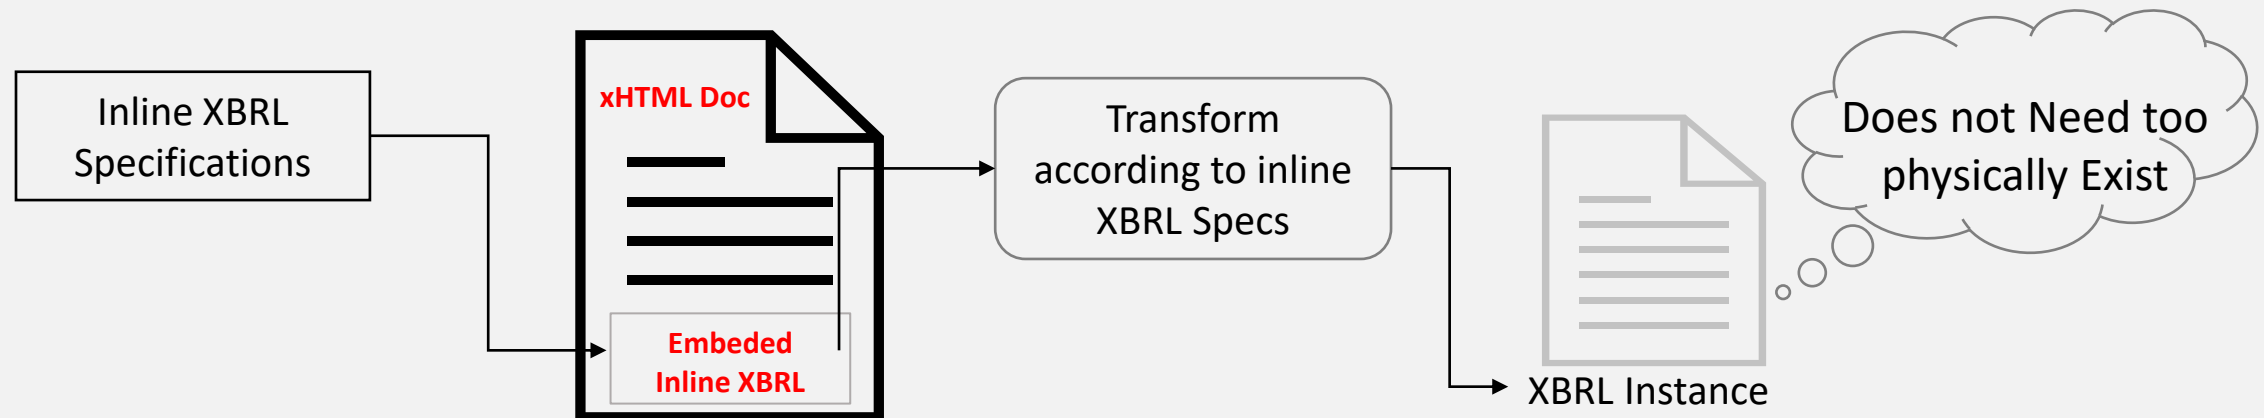 Inline XBRL
Specifications
xHTML Doc
Embeded
Inline XBRL
Transform
according to inline
XBRL Specs
XBRL Instance
Does not Need too
physically Exist